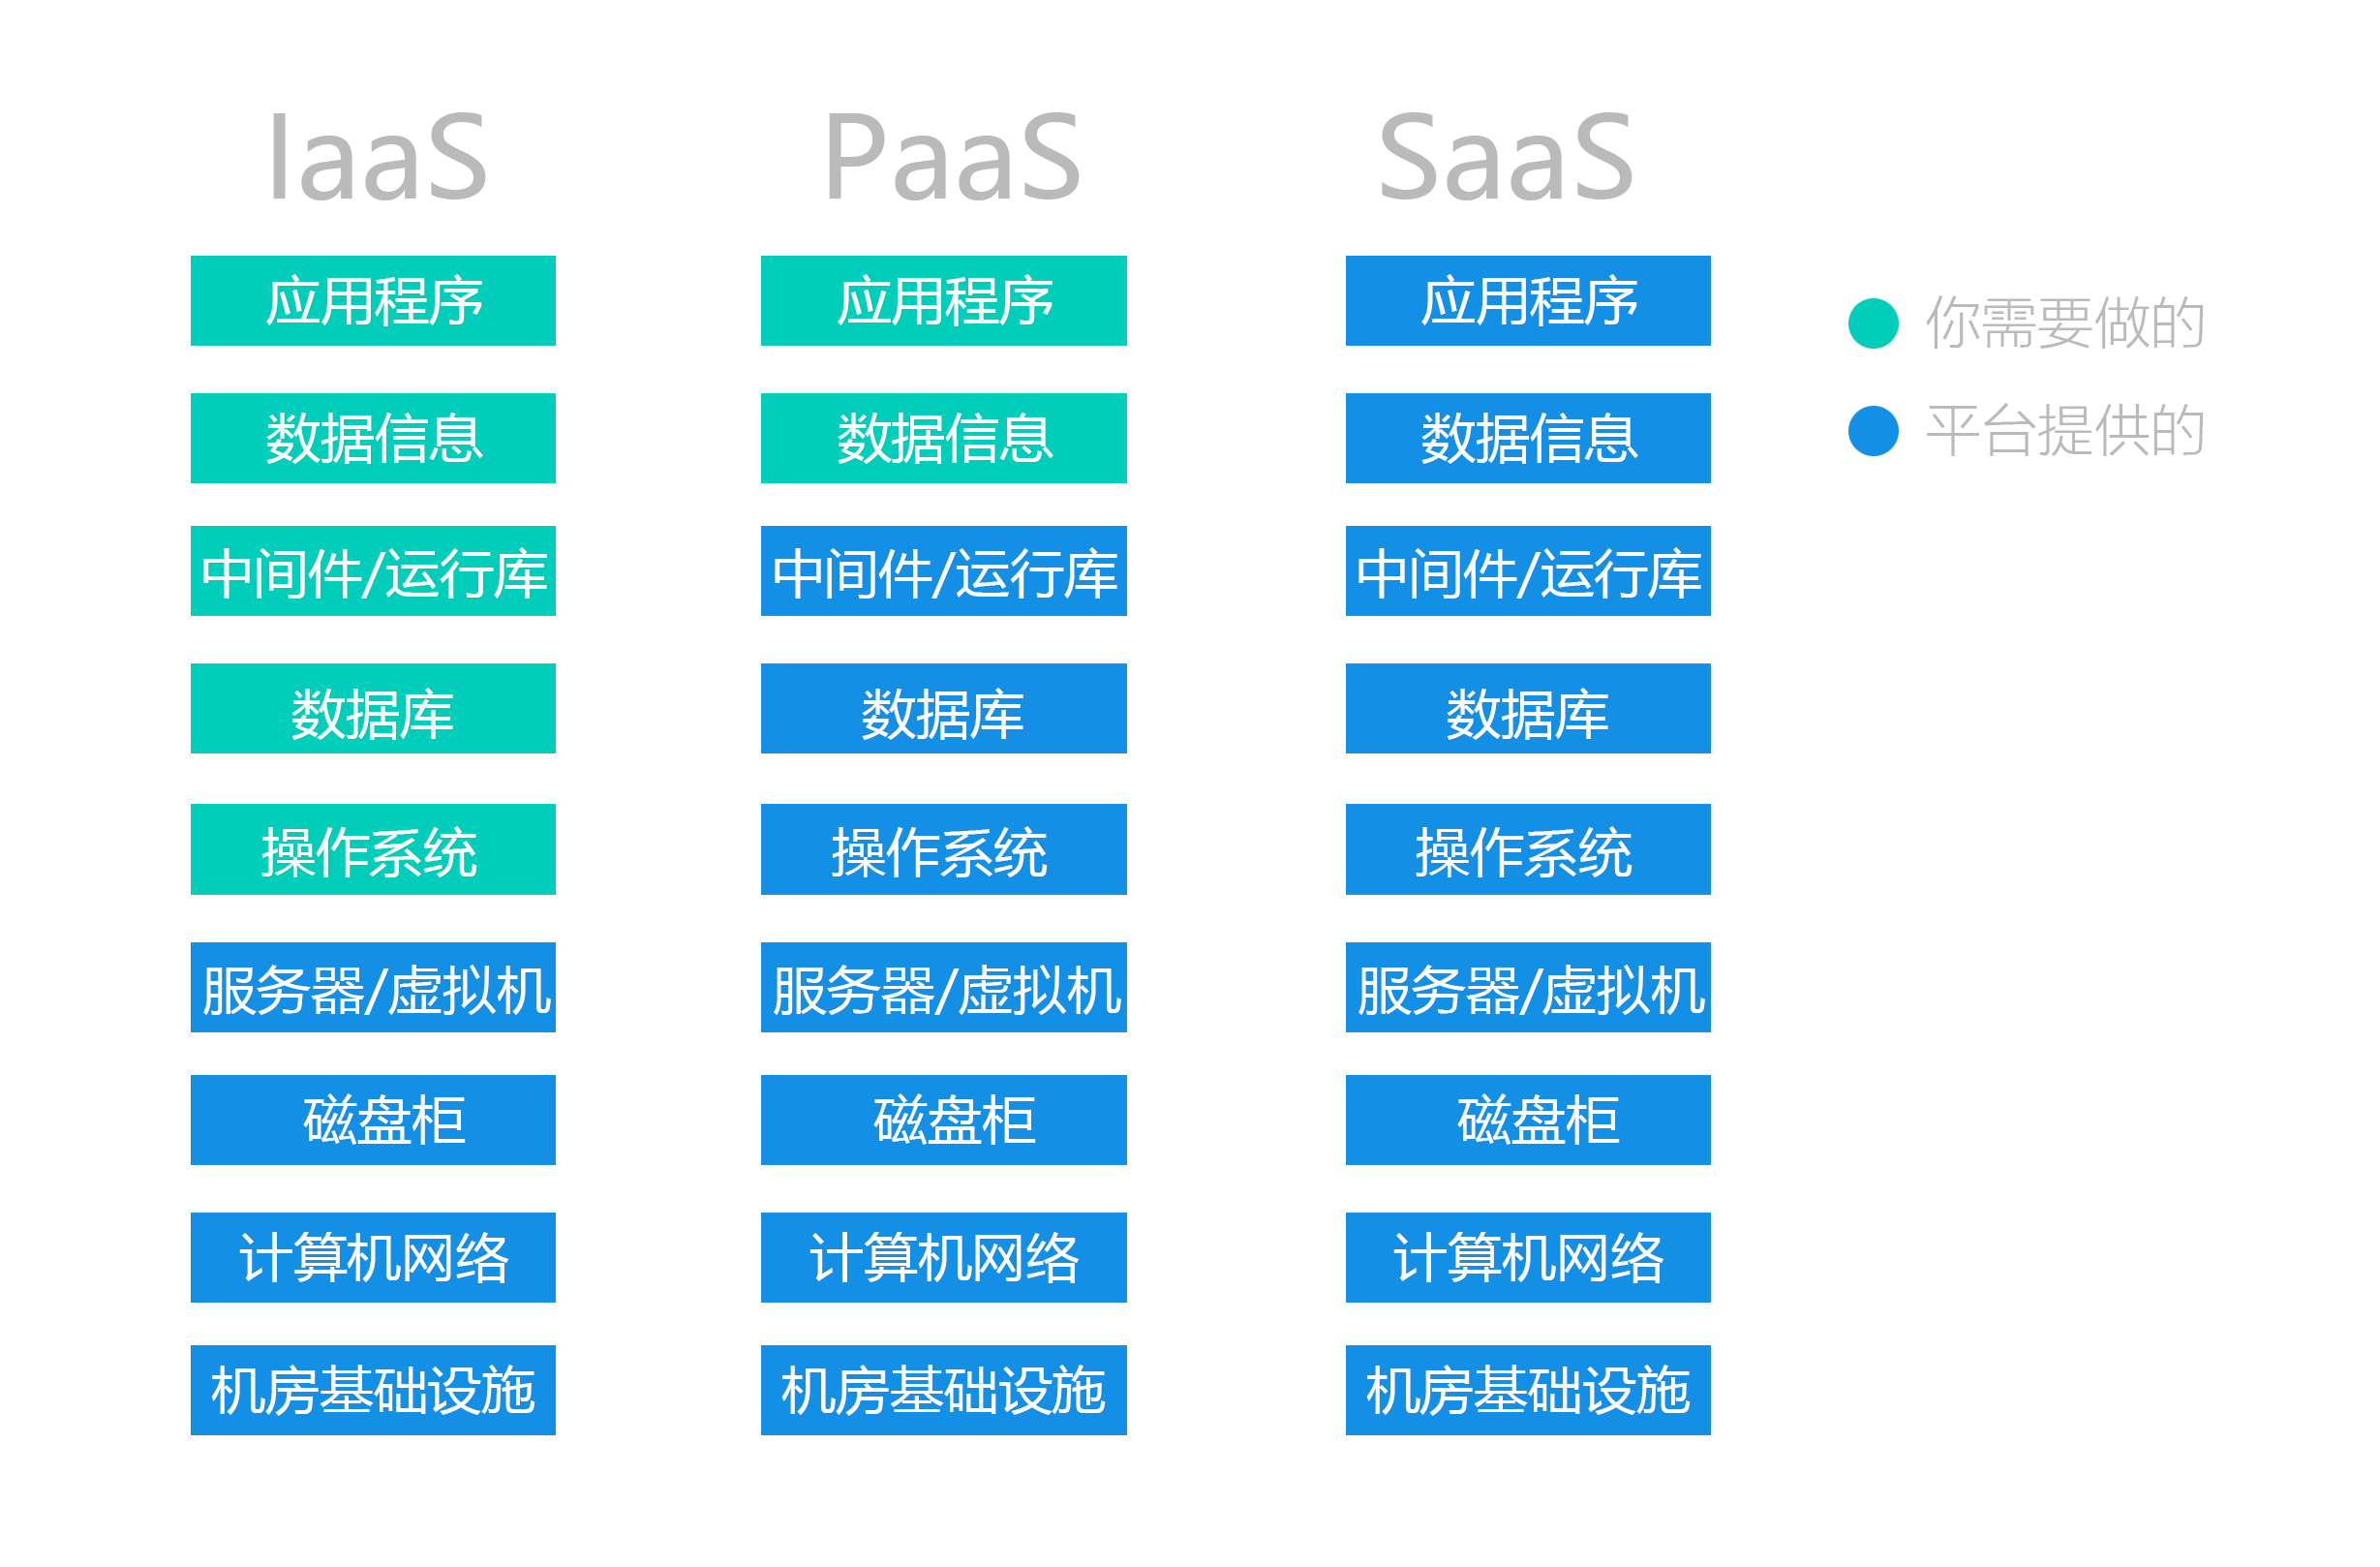 IaaS
应用程序
数据信息
中间件/运行库
数据库
操作系统
服务器/虚拟机
磁盘柜
计算机网络
机房基础设施
PaaS
应用程序
数据信息
中间件/运行库
数据库
操作系统
服务器/虚拟机
磁盘柜
计算机网络
机房基础设施
SaaS
应用程序
数据信息
中间件/运行库
数据库
操作系统
服务器/虚拟机
磁盘柜
计算机网络
机房基础设施
你需要做的
平台提供的